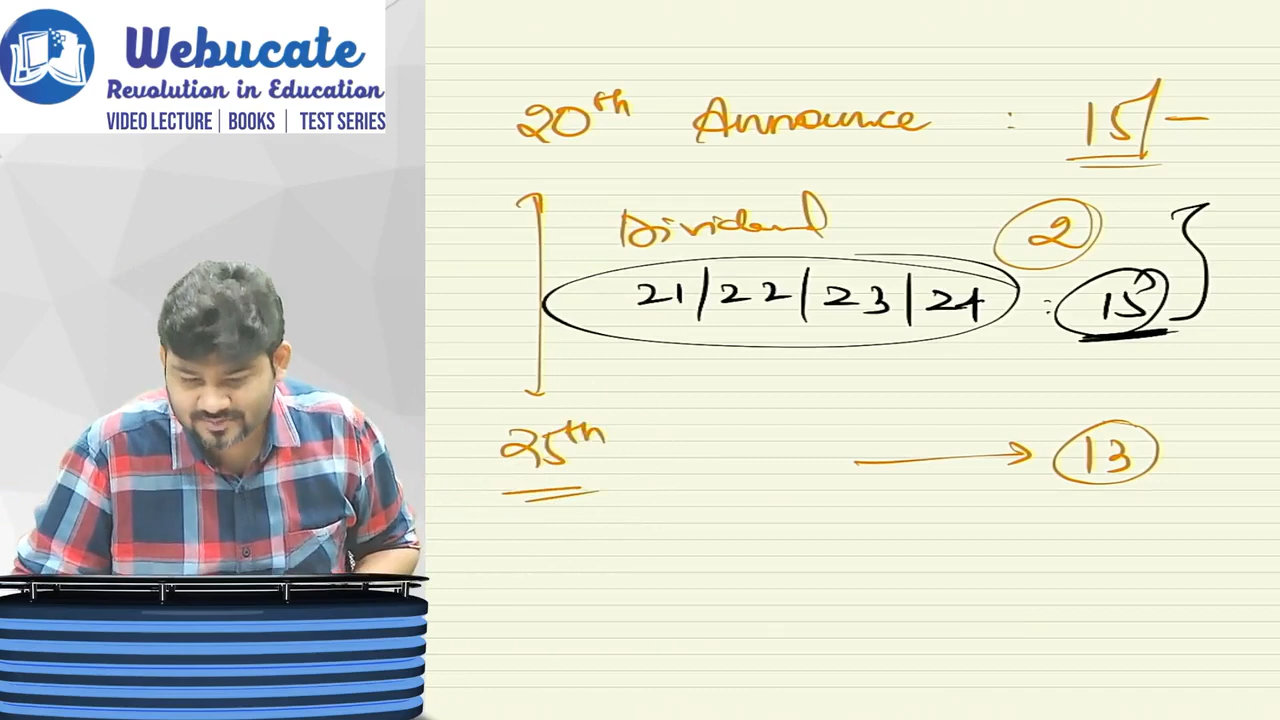 Webucate
Revolution in Education
VIDEO LECTURE | BOOKS | TEST SERIES
20th Announce : 15/-
Dividend 2
21/22/23/24 : 15
25th → 13